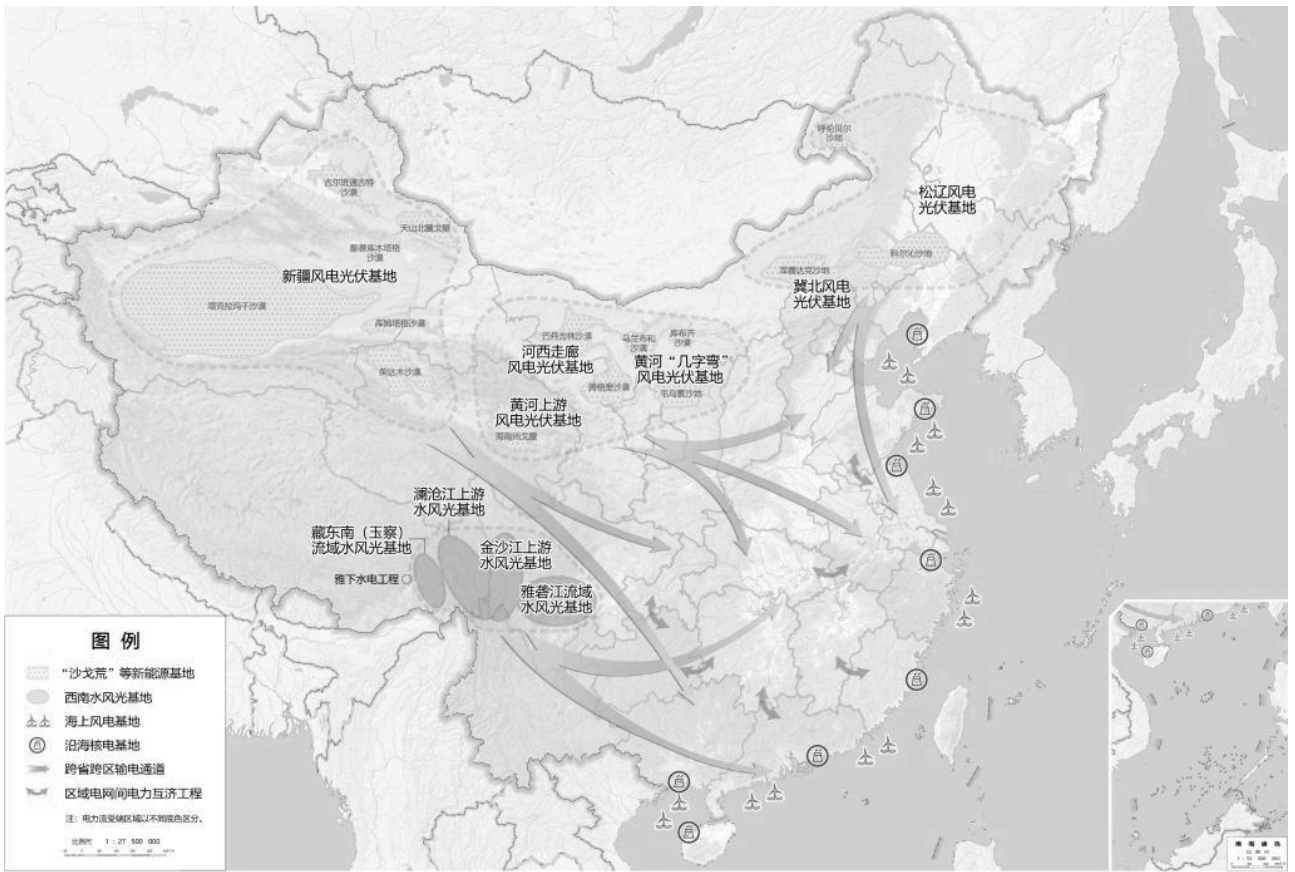 呼伦贝尔
沙地
古尔班通古特
沙漠
松辽风电
光伏基地
天山北麓戈壁
鄯善库木塔格
沙漠
科尔沁沙地
浑善达克沙地
新疆风电光伏基地
冀北风电
光伏基地
塔克拉玛干沙漠
库姆塔格沙漠
巴丹吉林沙漠
乌兰布和
沙漠
库布齐
沙漠
河西走廊
风电光伏基地
黄河“几字弯”
风电光伏基地
柴达木沙漠
腾格里沙漠
毛乌素沙地
黄河上游
风电光伏基地
海南州戈壁
澜沧江上游
水风光基地
藏东南（玉察）
流域水风光基地
金沙江上游
水风光基地
雅下水电工程
雅砻江流域
水风光基地
图 例
“沙戈荒”等新能源基地
西南水风光基地
海上风电基地
沿海核电基地
跨省跨区输电通道
区域电网间电力互济工程
注：电力流受端区域以不同底色区分。
比例尺 1：27 500 000
南海诸岛